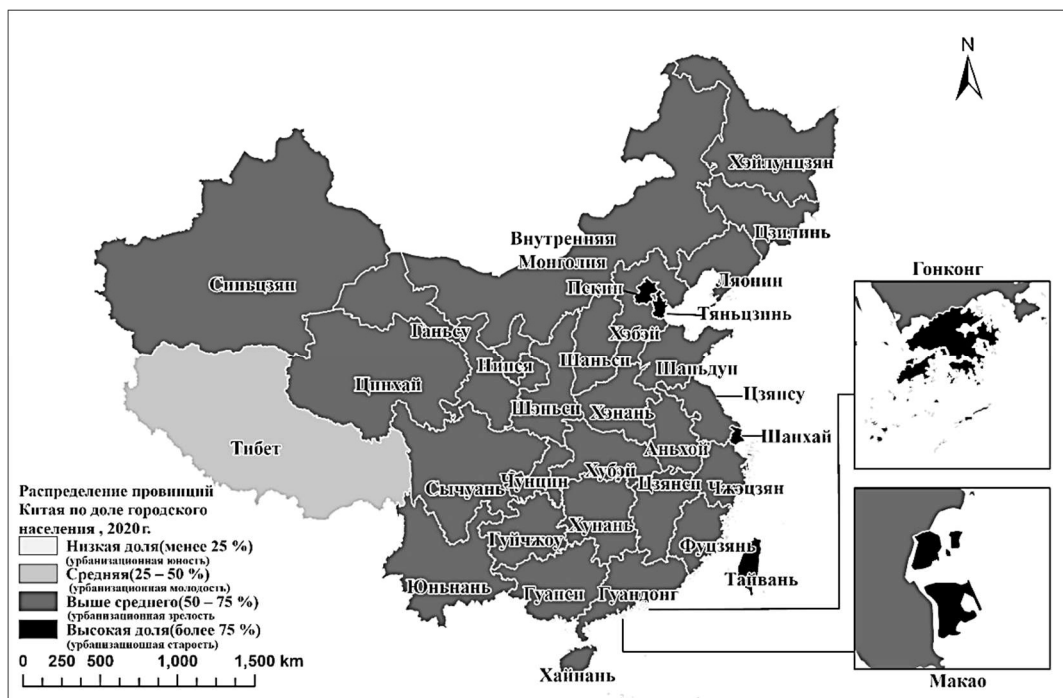 N
Хэйлунцзян
Цзилинь
Внутренняя
Монголия
Ляонин
Гонконг
Синьцзян
Пекин
Тяньцзинь
Ганьсу
Хэбэй
Нинся
Шаньси
Шаньдун
Цинхай
Цзянсу
Шэньси
Хэнань
Шанхай
Тибет
Аньхой
Хубэй
Чунцин
Цзянси
Чжэцзян
Сычуань
Хунань
Гуйчжоу
Фуцзянь
Тайвань
Юньнань
Гуанси
Гуандонг
Хайнань
Макао
Распределение провинций
Китая по доле городского
населения , 2020 г.
Низкая доля(менее 25 %)
(урбанизационная юность)
Средняя(25 – 50 %)
(урбанизационная молодость)
Выше среднего(50 – 75 %)
(урбанизационная зрелость
Высокая доля(более 75 %)
(урбанизационная старость)
0 250 500 1,000 1,500 km